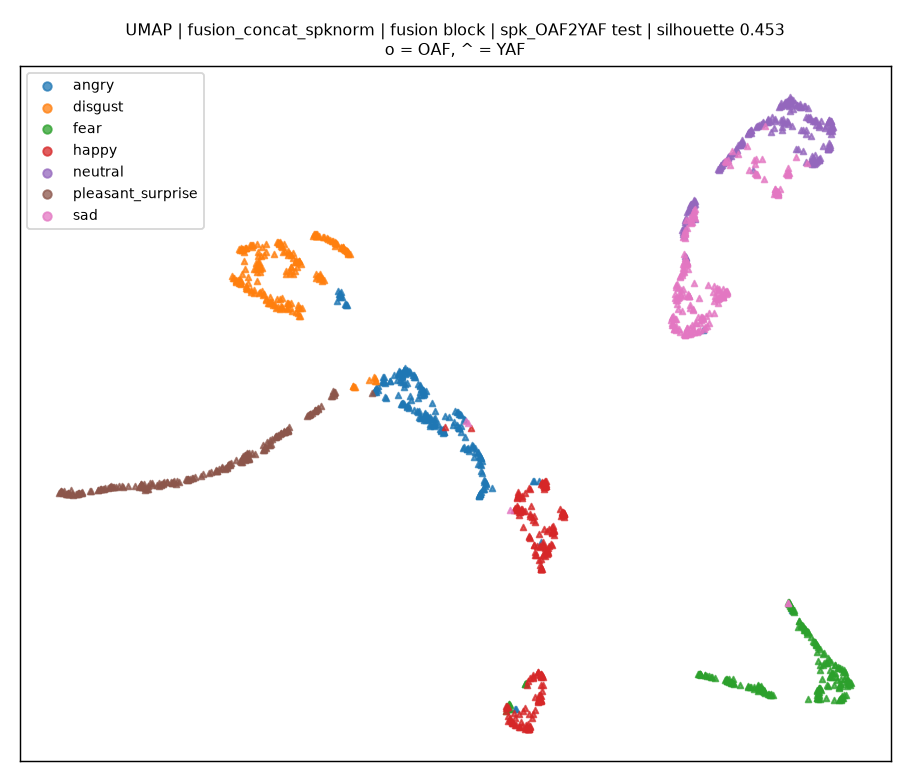 UMAP | fusion_concat_spknorm | fusion block | spk_OAF2YAF test | silhouette 0.453
o = OAF, ^ = YAF
angry
disgust
fear
happy
neutral
pleasant_surprise
sad